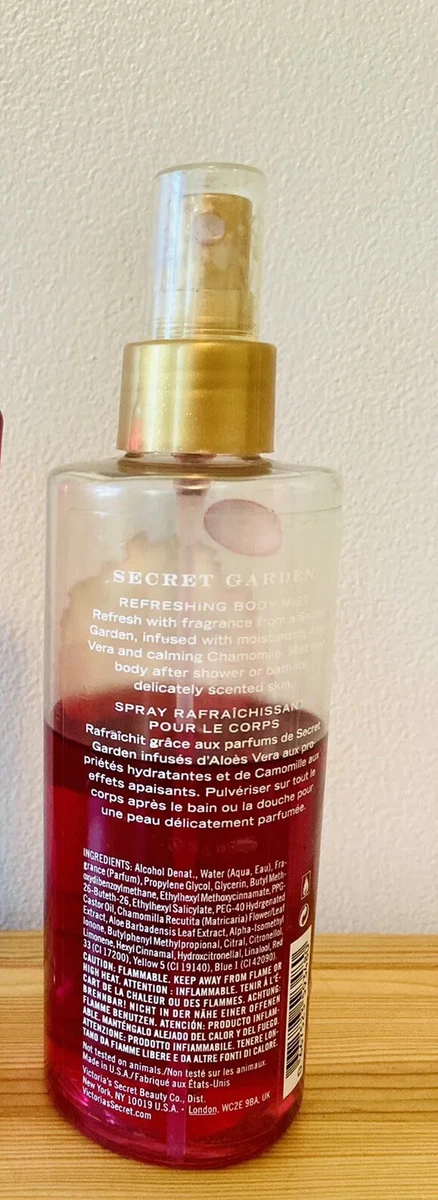 SECRET GARDEN
REFRESHING BODY MIST
Refresh with fragrance from a
Garden, infused with moisturizing
Vera and calming Chamomile.
body after shower or bath for
delicately scented skin.
SPRAY RAFRAÎCHISSANT
POUR LE CORPS
Rafraîchit grâce aux parfums de Secret
Garden infusés d'Aloès Vera aux pro-
priétés hydratantes et de Camomille aux
effets apaisants. Pulvériser sur tout le
corps après le bain ou la douche pour
une peau délicatement parfumée.
INGREDIENTS: Alcohol Denat., Water (Aqua, Eau), Fra-
grance (Parfum), Propylene Glycol, Glycerin, Butyl Meth-
oxydibenzoylmethane, Ethylhexyl Methoxycinnamate, PPG-
26-Buteth-26, Ethylhexyl Salicylate, PEG-40 Hydrgenated
Castor Oil, Chamomilla Recutita (Matricaria) Flower/Leaf
Extract, Aloe Barbadensis Leaf Extract, Alpha-Isomethyl
Ionone, Butylphenyl Methylpropional, Citral, Citronellol,
Limonene, Hexyl Cinnamal, Hydroxycitronellal, Linalool, Red
33 (CI 17200), Yellow 5 (CI 19140), Blue 1 (CI 42090).
CAUTION: FLAMMABLE. KEEP AWAY FROM FLAME OR
HIGH HEAT. ATTENTION : INFLAMMABLE. TENIR À L'É-
CART DE LA CHALEUR OU DES FLAMMES. ACHTUNG:
FLAMMBAR! NICHT IN DER NÄHE EINER OFFENEN
FLAMME BENUTZEN. ATENCIÓN: PRODUCTO INFLAM-
ABLE. MANTÉNGALO ALEJADO DEL CALOR Y DEL FUEGO.
ATTENZIONE: PRODOTTO INFIAMMABILE. TENERE LON-
TANO DA FIAMME LIBERE E DA ALTRE FONTI DI CALORE.
Not tested on animals./Non testé sur les animaux.
Made in U.S.A./Fabriqué aux États-Unis
Victoria's Secret Beauty Co., Dist.
New York, NY 10019 U.S.A. - London, WC2E 9BA, UK
VictoriasSecret.com